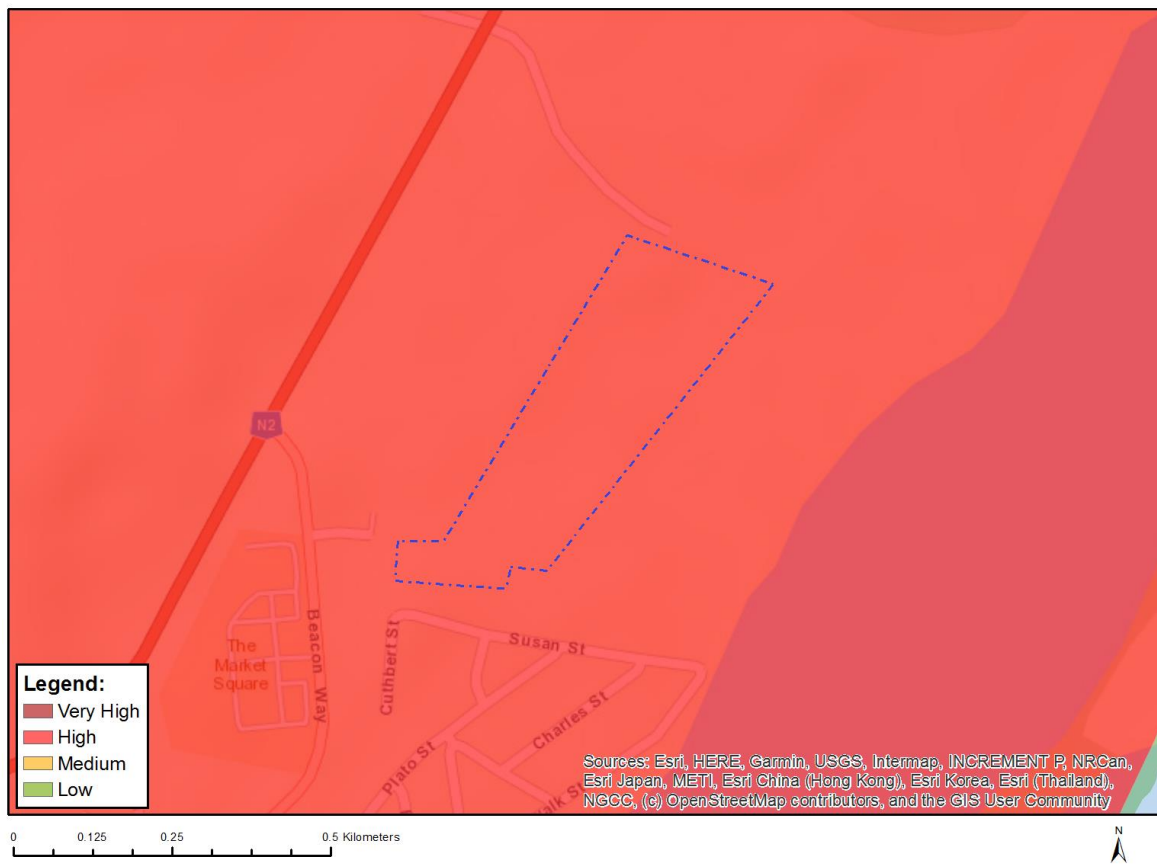 N2
The
Market
Square
Beacon Way
Cuthbert St
Susan St
Charles St
Plato St
alk St
Legend:
Very High
High
Medium
Low
Sources: Esri, HERE, Garmin, USGS, Intermap, INCREMENT P, NRCan,
Esri Japan, METI, Esri China (Hong Kong), Esri Korea, Esri (Thailand),
NGCC, (c) OpenStreetMap contributors, and the GIS User Community
0 0.125 0.25 0.5 Kilometers
N